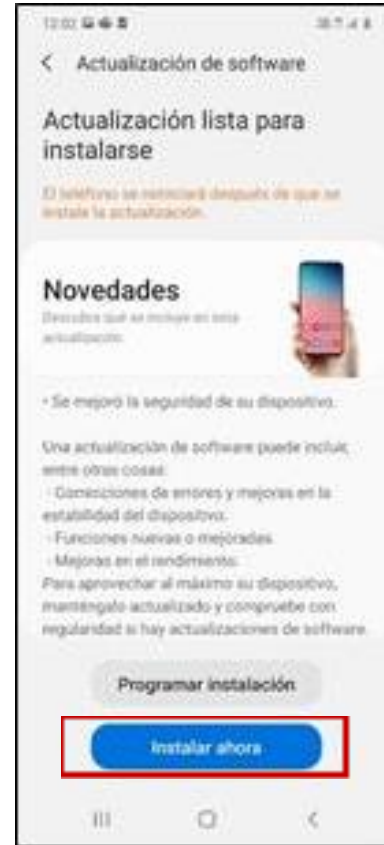 12:02
Actualización de software
Actualización lista para
instalarse
El teléfono se reiniciará después de que se
instale la actualización.
Novedades
Descubra qué se incluye en esta
actualización.
• Se mejoró la seguridad de su dispositivo.
Una actualización de software puede incluir,
entre otras cosas:
- Correcciones de errores y mejoras en la
estabilidad del dispositivo.
- Funciones nuevas o mejoradas.
- Mejoras en el rendimiento.
Para aprovechar al máximo su dispositivo,
manténgalo actualizado y compruebe con
regularidad si hay actualizaciones de software.
Programar instalación
Instalar ahora